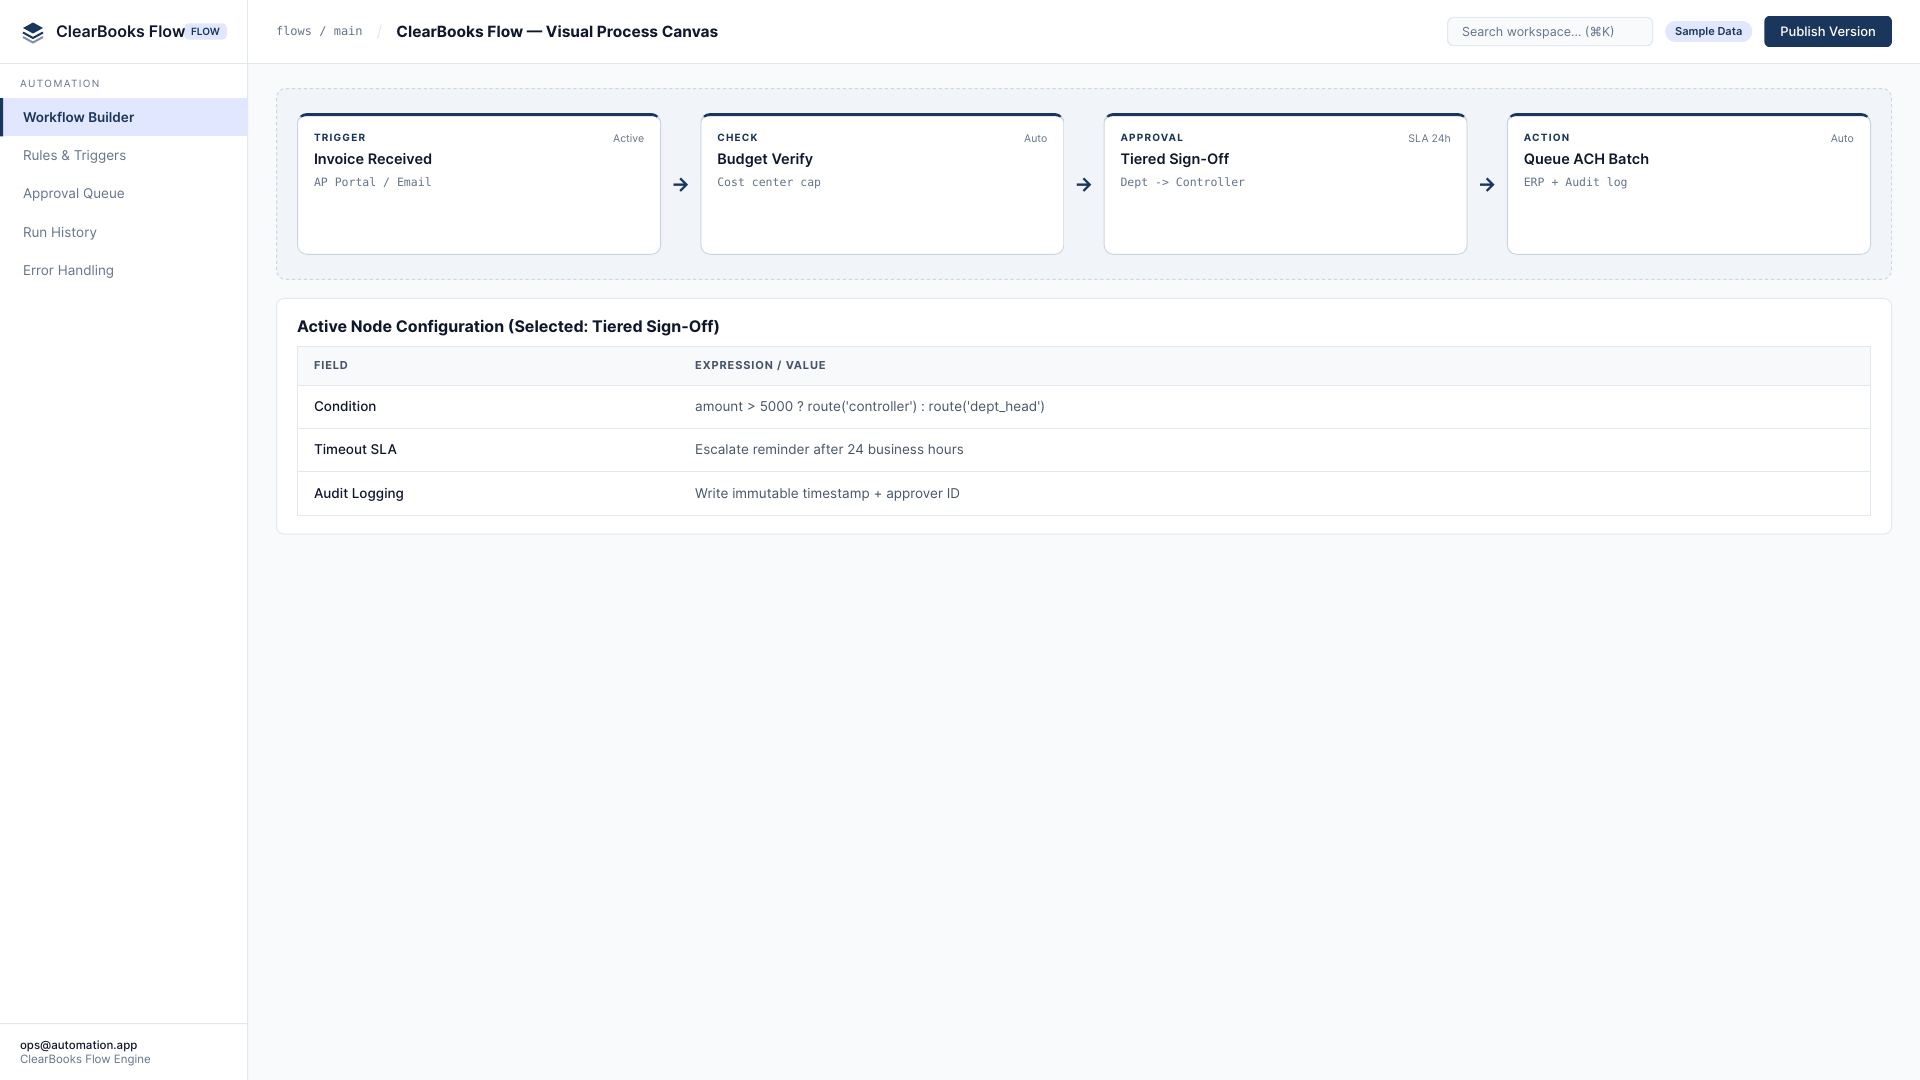 ClearBooks Flow FLOW
AUTOMATION
Workflow Builder
Rules & Triggers
Approval Queue
Run History
Error Handling
ops@automation.app
ClearBooks Flow Engine
flows / main / ClearBooks Flow — Visual Process Canvas
Search workspace... (⌘K)
Sample Data
Publish Version
TRIGGER Active
Invoice Received
AP Portal / Email
→
CHECK Auto
Budget Verify
Cost center cap
→
APPROVAL SLA 24h
Tiered Sign-Off
Dept -> Controller
→
ACTION Auto
Queue ACH Batch
ERP + Audit log
Active Node Configuration (Selected: Tiered Sign-Off)
FIELD EXPRESSION / VALUE
Condition amount > 5000 ? route('controller') : route('dept_head')
Timeout SLA Escalate reminder after 24 business hours
Audit Logging Write immutable timestamp + approver ID